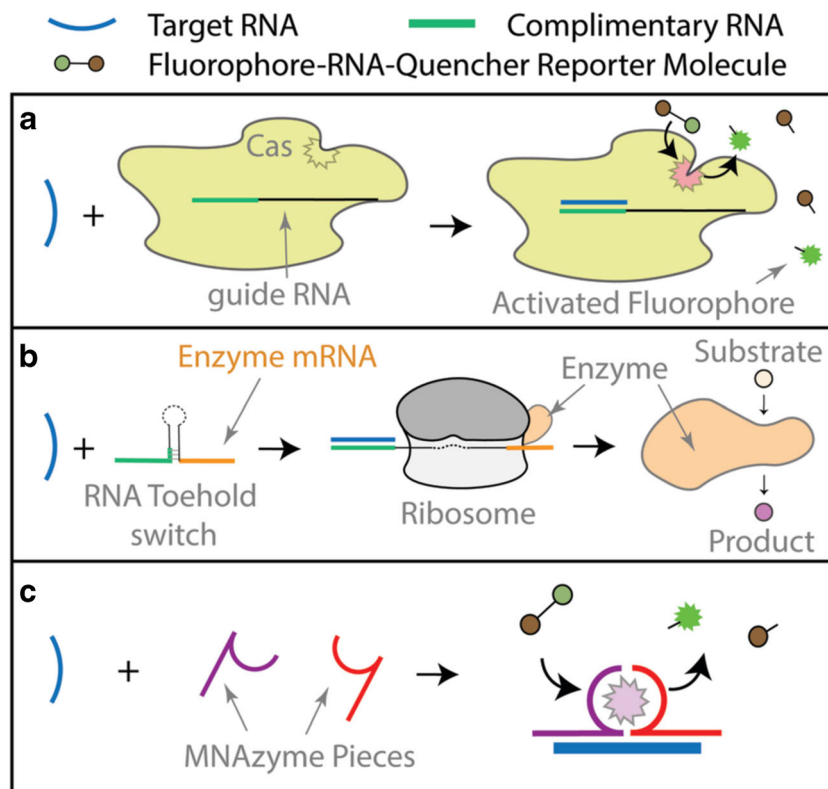 Target RNA
Complimentary RNA
Fluorophore-RNA-Quencher Reporter Molecule
a
Cas
+
guide RNA
Activated Fluorophore
b
Enzyme mRNA
Substrate
Enzyme
+
RNA Toehold
switch
Ribosome
Product
c
+
MNAzyme Pieces